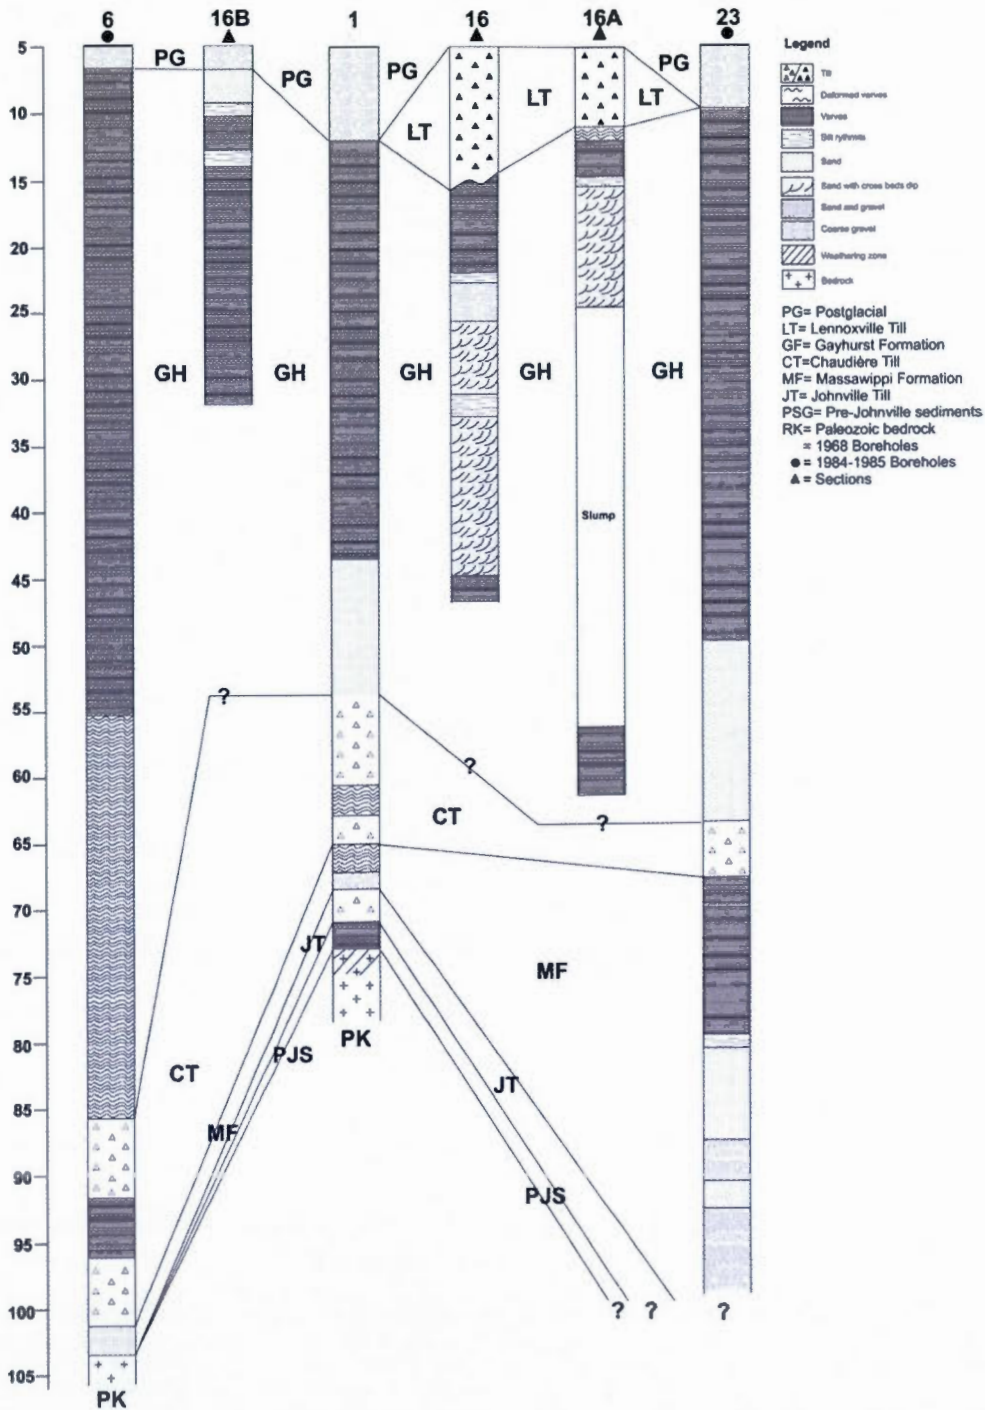 6 16B 1 16 16A 23
5
10
15
20
25
30
35
40
45
50
55
60
65
70
75
80
85
90
95
100
105
PG PG PG PG
LT LT LT
GH GH GH GH GH
Slump
?
?
?
CT
JT
MF
PK
PJS
CT
JT
MF
PJS
? ? ?
PK
Legend
Till
Deformed varves
Varves
Silt rythmits
Sand
Sand with cross beds dip
Sand and gravel
Coarse gravel
Weathering zone
Bedrock
PG= Postglacial
LT= Lennoxville Till
GF= Gayhurst Formation
CT=Chaudière Till
MF= Massawippi Formation
JT= Johnville Till
PSG= Pre-Johnville sediments
RK= Paleozoic bedrock
¤ 1968 Boreholes
● = 1984-1985 Boreholes
▲ = Sections